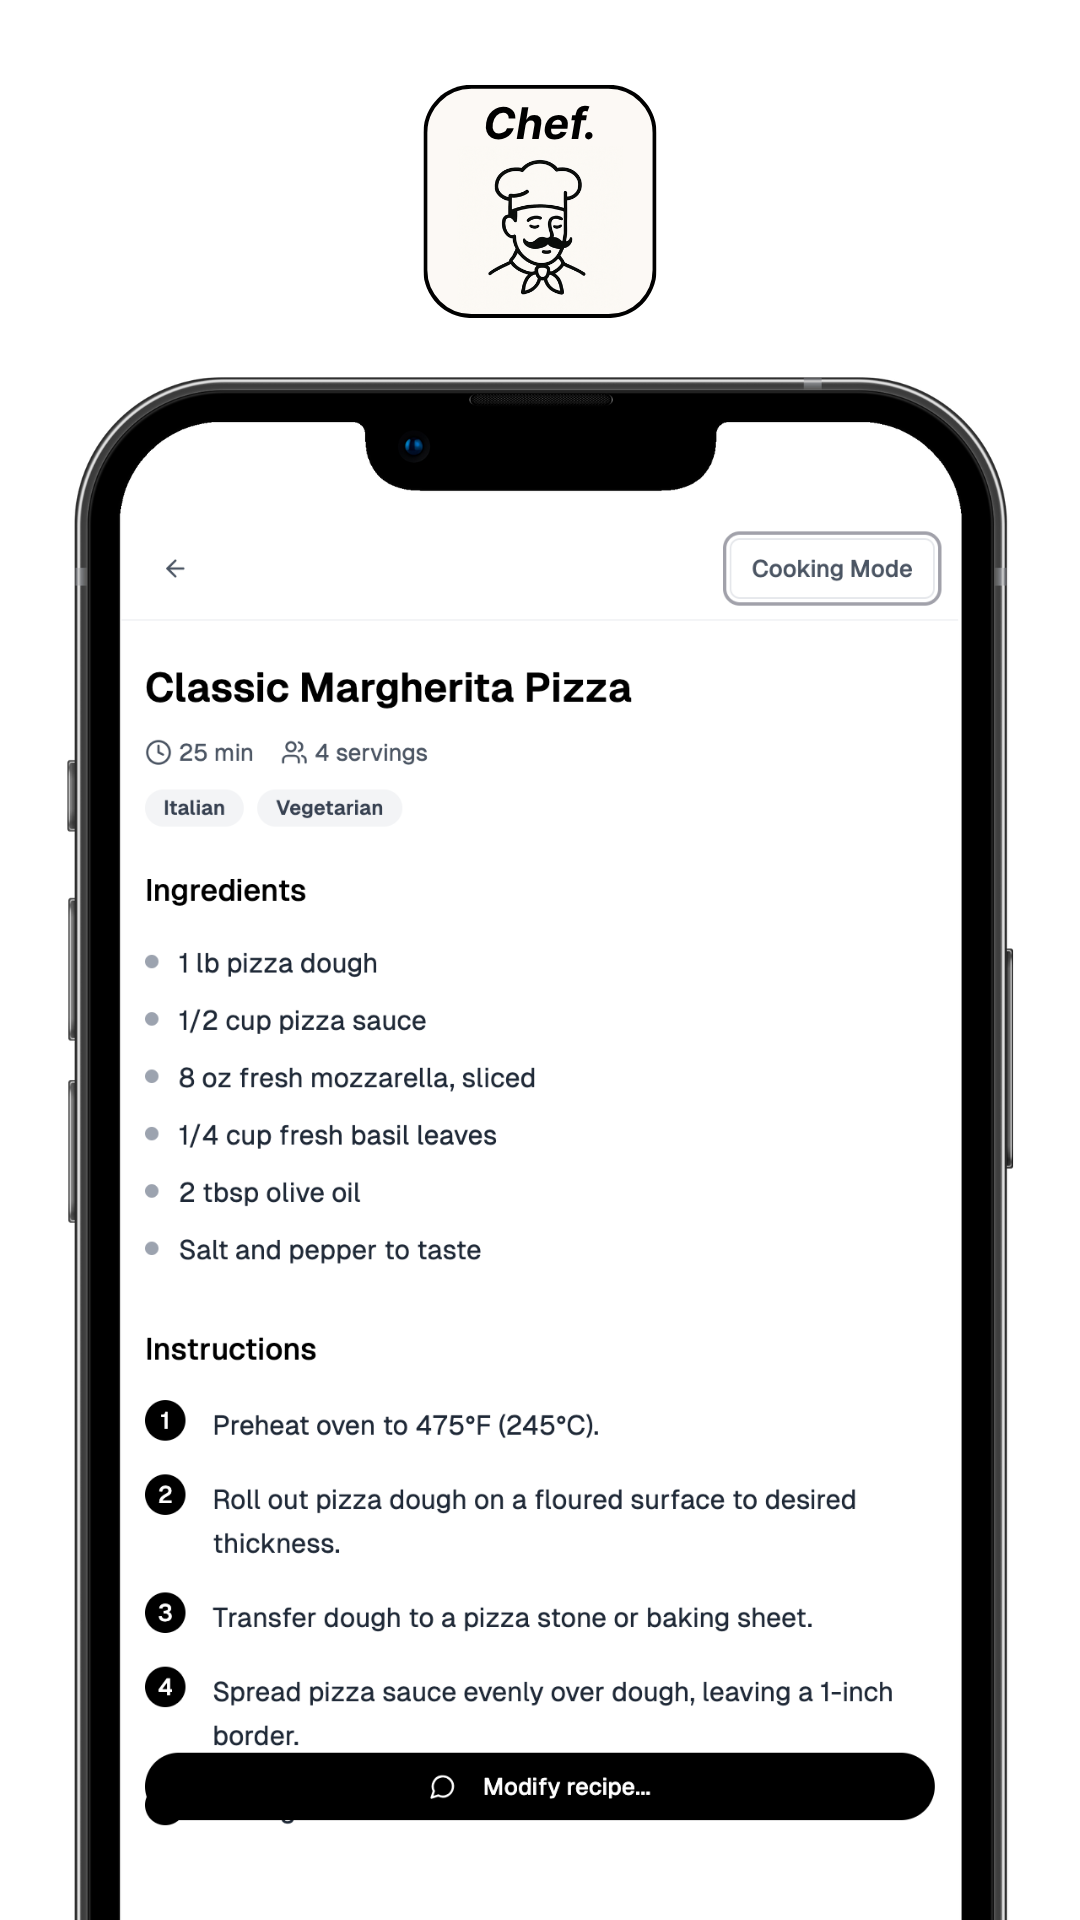 Chef.
Cooking Mode
Classic Margherita Pizza
25 min 4 servings
Italian Vegetarian
Ingredients
1 lb pizza dough
1/2 cup pizza sauce
8 oz fresh mozzarella, sliced
1/4 cup fresh basil leaves
2 tbsp olive oil
Salt and pepper to taste
Instructions
1 Preheat oven to 475°F (245°C).
2 Roll out pizza dough on a floured surface to desired
thickness.
3 Transfer dough to a pizza stone or baking sheet.
4 Spread pizza sauce evenly over dough, leaving a 1-inch
border.
Modify recipe...